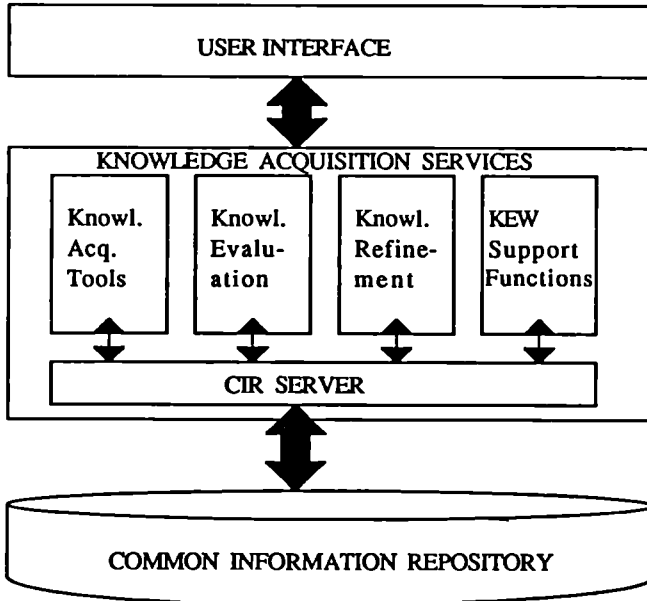 USER INTERFACE
KNOWLEDGE ACQUISITION SERVICES
Knowl.
Acq.
Tools
Knowl.
Evalu-
ation
Knowl.
Refine-
ment
KEW
Support
Functions
CIR SERVER
COMMON INFORMATION REPOSITORY